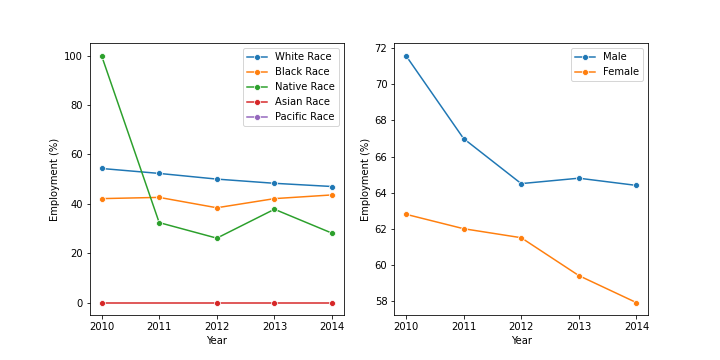 100
80
60
40
20
0
Employment (%)
2010 2011 2012 2013 2014
Year
White Race
Black Race
Native Race
Asian Race
Pacific Race
72
70
68
66
64
62
60
58
Employment (%)
2010 2011 2012 2013 2014
Year
Male
Female